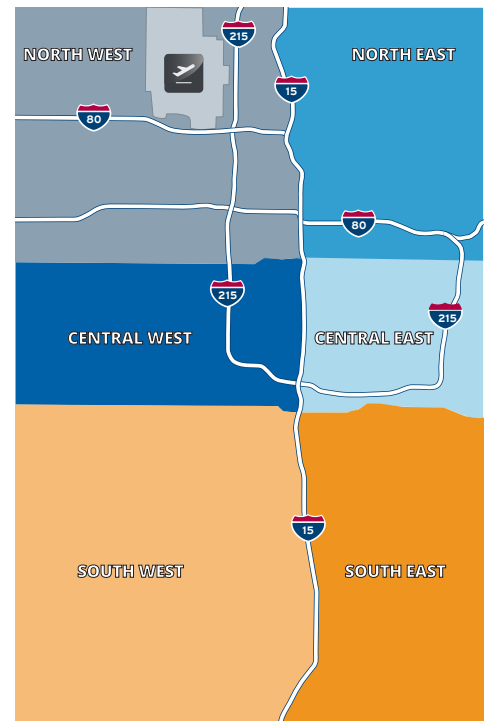 215
NORTH WEST
NORTH EAST
15
80
80
215
215
CENTRAL WEST
CENTRAL EAST
15
SOUTH WEST
SOUTH EAST